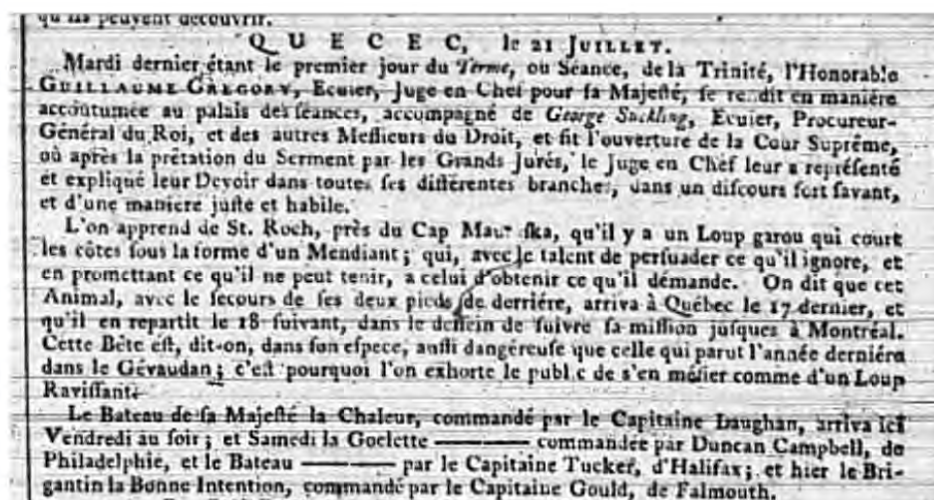 qu'ils peuvent découvrir.
QUECEC, le 21 JUILLET.
Mardi dernier étant le premier jour du Terme, ou Séance, de la Trinité, l'Honorable
GUILLAUME GREGORY, Ecuier, Juge en Chef pour ſa Majeſté, ſe rendit en manière
accoûtumée au palais des ſéances, accompagné de George Suckling, Ecuier, Procureur-
Général du Roi, et des autres Meſſieurs du Droit, et fit l'ouverture de la Cour Suprême,
où après la prétation du Serment par les Grands Jurés, le Juge en Chef leur a repréſenté
et expliqué leur Devoir dans toutes ſes différentes branches, dans un diſcours fort ſavant,
et d'une maniere juſte et habile.
L'on apprend de St. Roch, près du Cap ſka, qu'il y a un Loup garou qui court
les côtes ſous la forme d'un Mendiant; qui, avec le talent de perſuader ce qu'il ignore, et
en promettant ce qu'il ne peut tenir, a celui d'obtenir ce qu'il démande. On dit que cet
Animal, avec le ſecours de ſes deux pieds de derriére, arriva à Québec le 17 dernier, et
qu'il en repartit le 18 ſuivant, dans le deſſein de ſuivre ſa miſſion juſques à Montréal.
Cette Bête eſt, dit-on, dans ſon eſpece, auſſi dangéreuſe que celle qui parut l'année derniére
dans le Gévaudan; c'eſt pourquoi l'on exhorte le public de s'en méfier comme d'un Loup
Raviſſant.
Le Bateau de ſa Majeſté la Chaleur, commandé par le Capitaine Laughan, arriva ici
Vendredi au ſoir; et Samedi la Goelette ——— commandée par Duncan Campbell, de
Philadelphie, et le Bateau ——— par le Capitaine Tucker, d'Halifax; et hier le Bri-
gantin la Bonne Intention, commandé par le Capitaine Gould, de Falmouth.